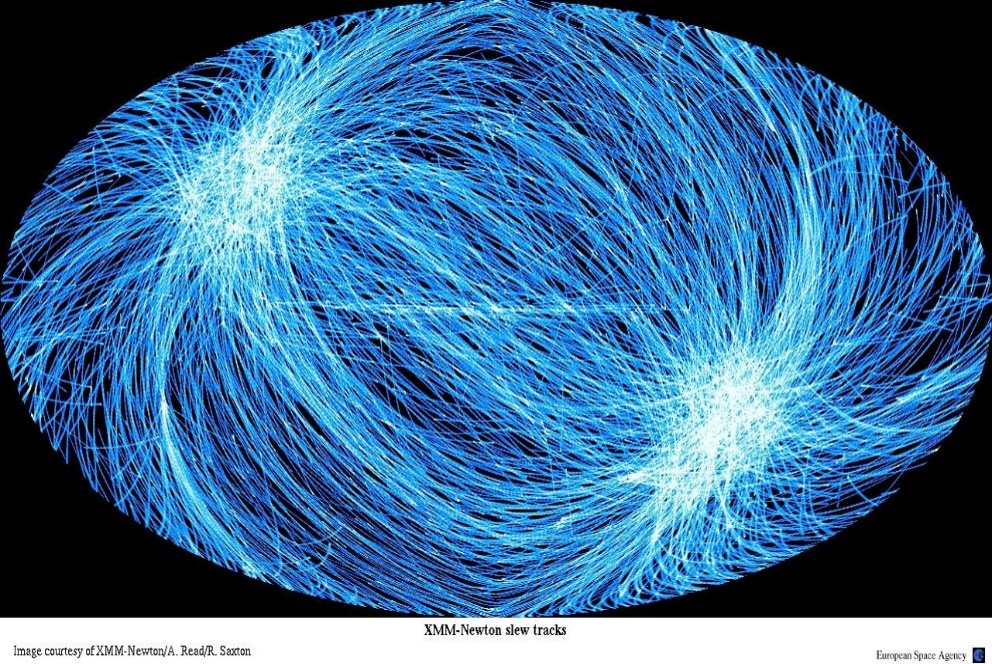 XMM-Newton slew tracks
Image courtesy of XMM-Newton/A. Read/R. Saxton
European Space Agency